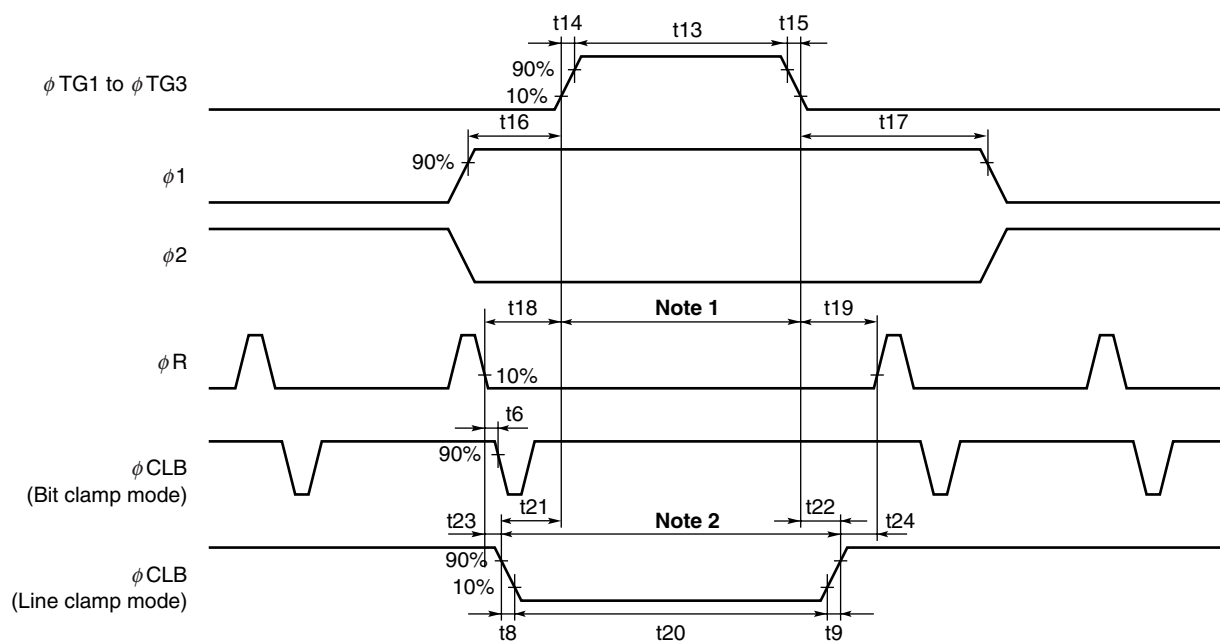 t14 t13 t15
φTG1 to φTG3
90%
10%
t16 t17
90%
φ1
φ2
t18 Note 1 t19
φR
10%
t6
90%
φCLB
(Bit clamp mode)
t21 t22
t23 Note 2 t24
90%
φCLB
10%
(Line clamp mode)
t8 t20 t9